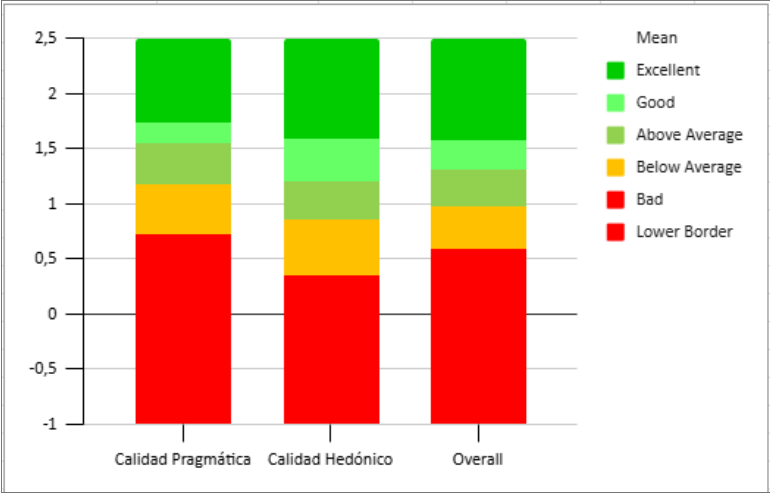 2,5
2
1,5
1
0,5
0
-0,5
-1
Calidad Pragmática
Calidad Hedónico
Overall
Mean
Excellent
Good
Above Average
Below Average
Bad
Lower Border